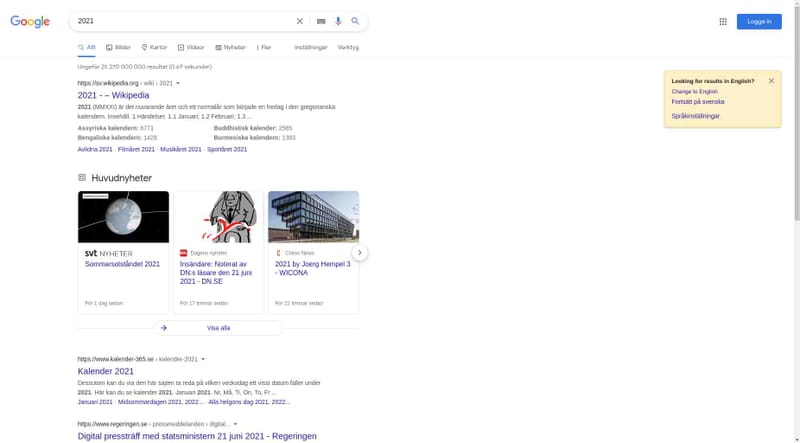 Google
2021
Logga in
Allt
Bilder
Kartor
Videor
Nyheter
Fler
Inställningar
Verktyg
Ungefär 25 270 000 000 resultat (0,69 sekunder)
https://sv.wikipedia.org › wiki › 2021
2021 - – Wikipedia
2021 (MMXXI) är det nuvarande året och ett normalår som började en fredag i den gregorianska
kalendern. Innehåll. 1 Händelser. 1.1 Januari; 1.2 Februari; 1.3 ...
Assyriska kalendern: 6771
Buddhistisk kalender: 2565
Bengaliska kalendern: 1428
Burmesiska kalendern: 1383
Avlidna 2021 · Filmåret 2021 · Musikåret 2021 · Sportåret 2021
Looking for results in English?
Change to English
Fortsätt på svenska
Språkinställningar
Huvudnyheter
svt NYHETER
Sommarsolståndet 2021
För 1 dag sedan
Dagens nyheter
Insändare: Noterat av
DN:s läsare den 21 juni
2021 - DN.SE
För 17 timmar sedan
Cision News
2021 by Joerg Hempel 3
- WICONA
För 22 timmar sedan
Visa alla
https://www.kalender-365.se › kalender-2021
Kalender 2021
Dessutom kan du via den här sajten ta reda på vilken veckodag ett visst datum faller under
2021. Här kan du se kalender 2021. Januari 2021. Nr, Må, Ti, On, To, Fr ...
Januari 2021 · Midsommardagen 2021, 2022... · Alla helgons dag 2021, 2022...
https://www.regeringen.se › pressmeddelanden › digital...
Digital pressträff med statsministern 21 juni 2021 - Regeringen